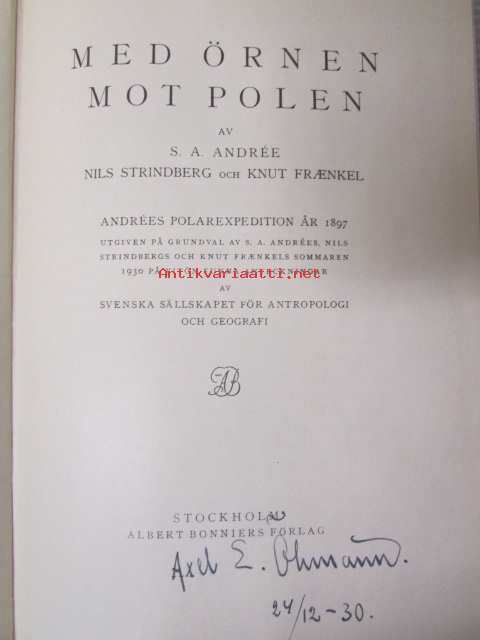 MED ÖRNEN
MOT POLEN
AV
S. A. ANDRÉE
NILS STRINDBERG OCH KNUT FRÆNKEL
ANDRÉES POLAREXPEDITION ÅR 1897
UTGIVEN PÅ GRUNDVAL AV S. A. ANDRÉES, NILS
STRINDBERGS OCH KNUT FRÆNKELS SOMMAREN
1930 PÅ
Antikvariaatti.net
AV
SVENSKA SÄLLSKAPET FÖR ANTROPOLOGI
OCH GEOGRAFI
AB
STOCKHOLM
ALBERT BONNIERS FÖRLAG
Axel E. Öhmann.
24/12-30.